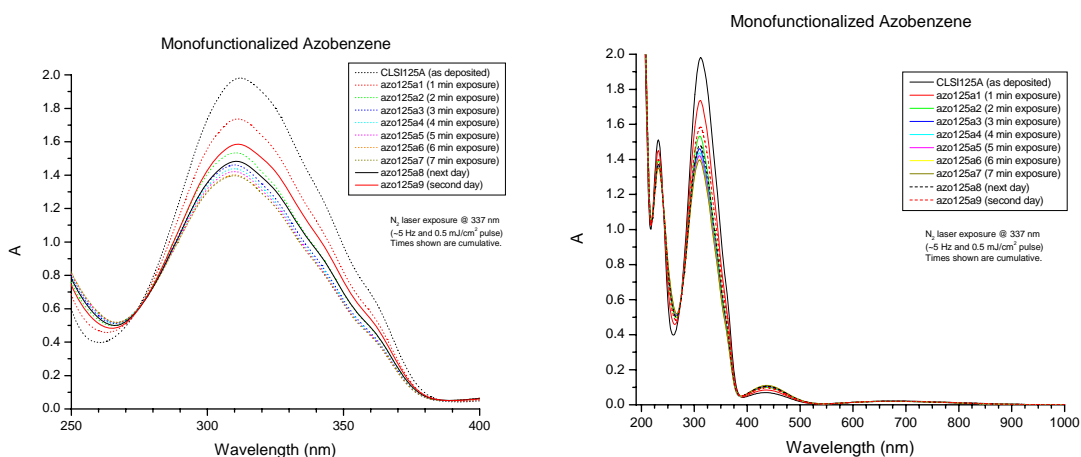 Monofunctionalized Azobenzene
2.0
1.8
1.6
1.4
1.2
1.0
0.8
0.6
0.4
0.2
0.0
A
250
300
350
400
Wavelength (nm)
CLSI125A (as deposited)
azo125a1 (1 min exposure)
azo125a2 (2 min exposure)
azo125a3 (3 min exposure)
azo125a4 (4 min exposure)
azo125a5 (5 min exposure)
azo125a6 (6 min exposure)
azo125a7 (7 min exposure)
azo125a8 (next day)
azo125a9 (second day)
N₂ laser exposure @ 337 nm
(~5 Hz and 0.5 mJ/cm² pulse)
Times shown are cumulative.
Monofunctionalized Azobenzene
2.0
1.8
1.6
1.4
1.2
1.0
0.8
0.6
0.4
0.2
0.0
A
200
300
400
500
600
700
800
900
1000
Wavelength (nm)
CLSI125A (as deposited)
azo125a1 (1 min exposure)
azo125a2 (2 min exposure)
azo125a3 (3 min exposure)
azo125a4 (4 min exposure)
azo125a5 (5 min exposure)
azo125a6 (6 min exposure)
azo125a7 (7 min exposure)
azo125a8 (next day)
azo125a9 (second day)
N₂ laser exposure @ 337 nm
(~5 Hz and 0.5 mJ/cm² pulse)
Times shown are cumulative.